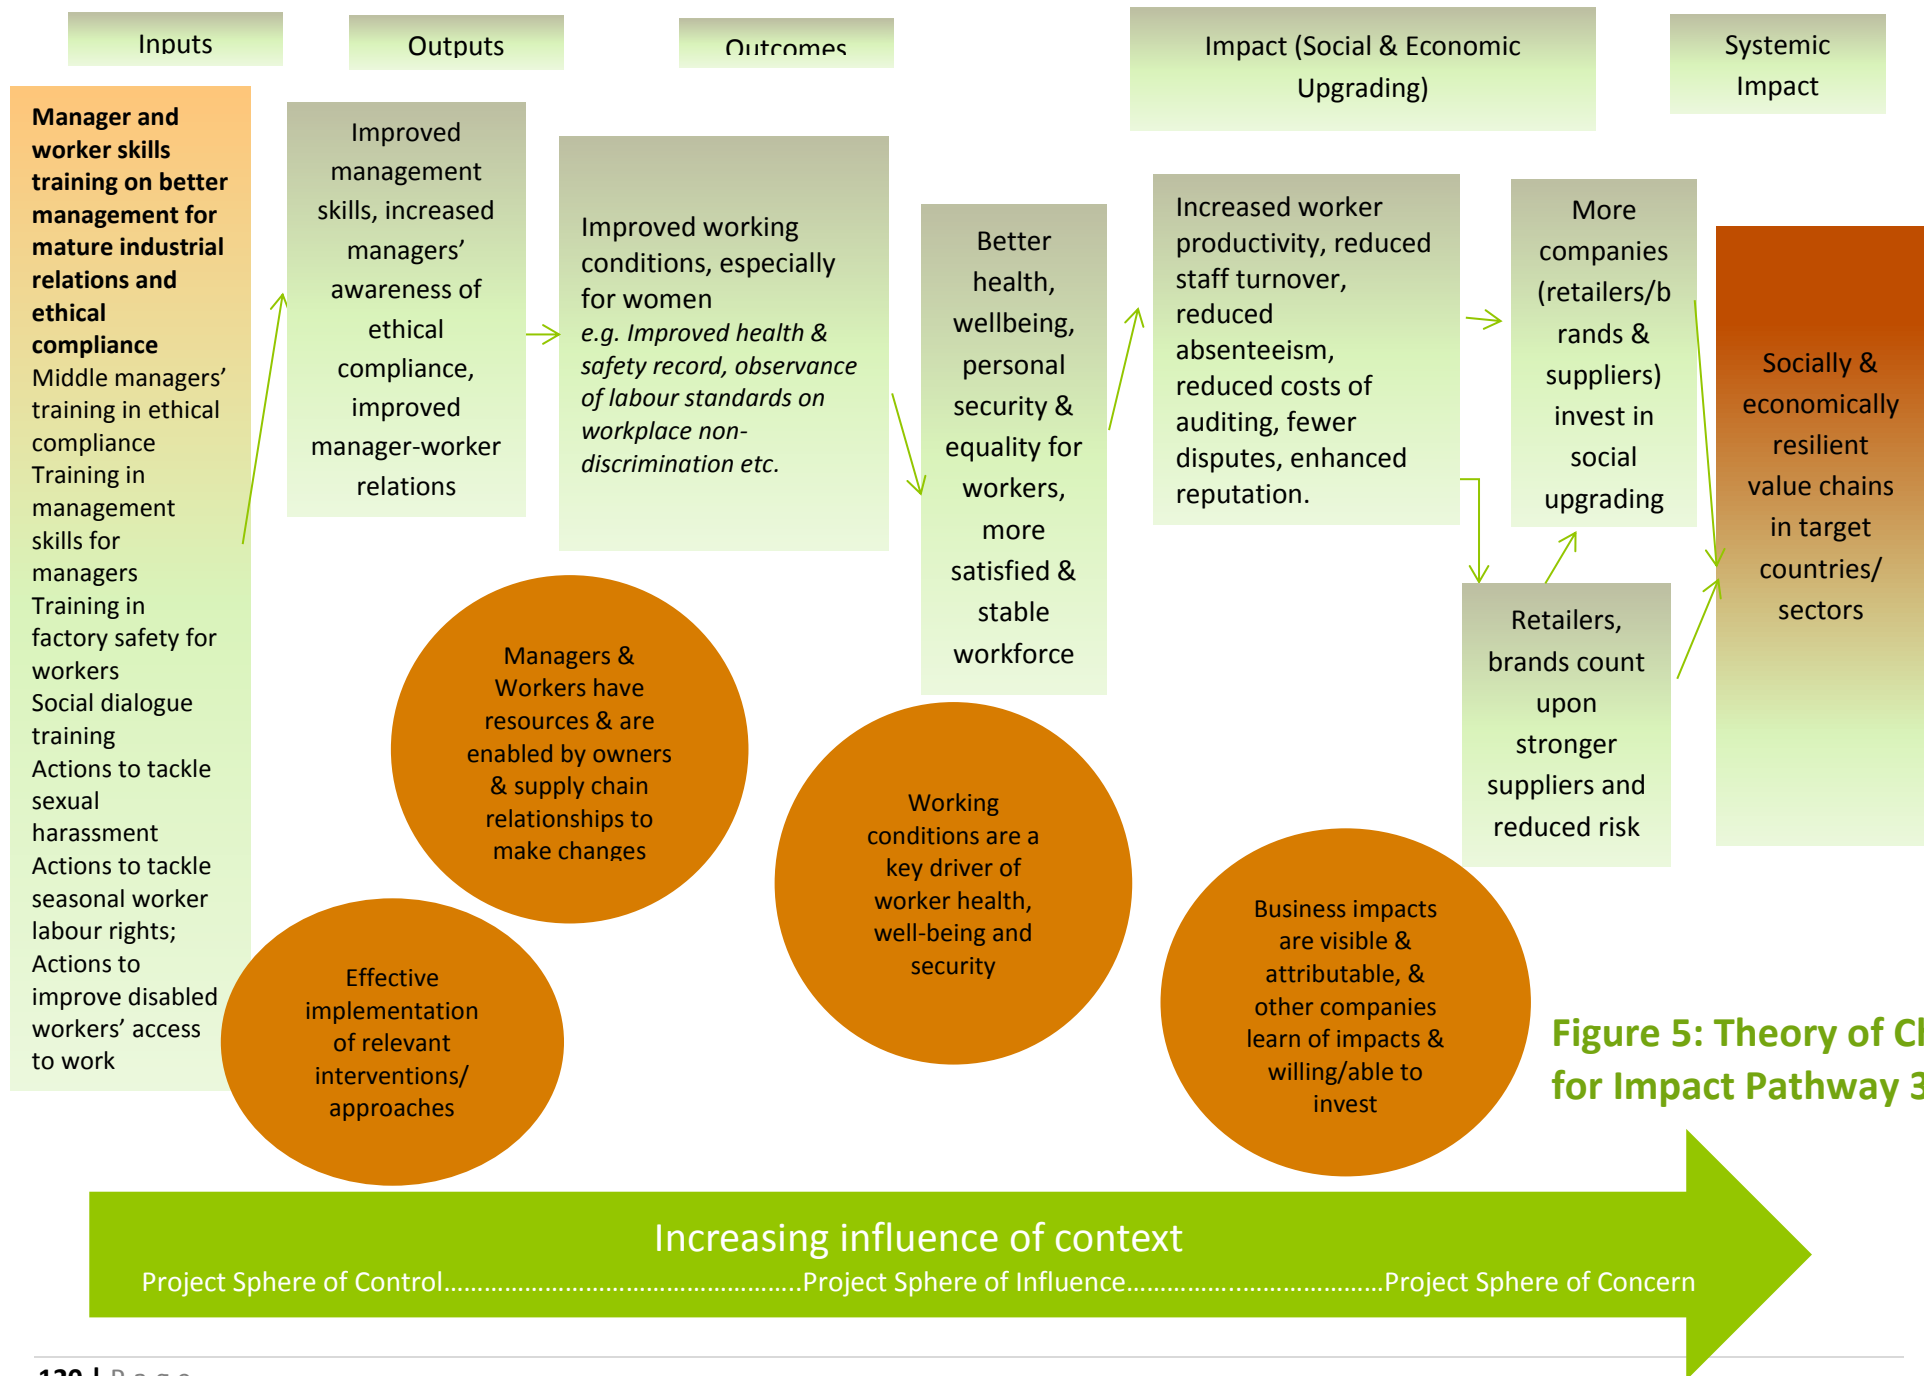 Inputs
Outputs
Outcomes
Impact (Social & Economic
Upgrading)
Systemic
Impact
Manager and
worker skills
training on better
management for
mature industrial
relations and
ethical
compliance
Middle managers’
training in ethical
compliance
Training in
management
skills for
managers
Training in
factory safety for
workers
Social dialogue
training
Actions to tackle
sexual
harassment
Actions to tackle
seasonal worker
labour rights;
Actions to
improve disabled
workers’ access
to work
Improved
management
skills, increased
managers’
awareness of
ethical
compliance,
improved
manager-worker
relations
Improved working
conditions, especially
for women
e.g. Improved health &
safety record, observance
of labour standards on
workplace non-
discrimination etc.
Better
health,
wellbeing,
personal
security &
equality for
workers,
more
satisfied &
stable
workforce
Increased worker
productivity, reduced
staff turnover,
reduced
absenteeism,
reduced costs of
auditing, fewer
disputes, enhanced
reputation.
More
companies
(retailers/b
rands &
suppliers)
invest in
social
upgrading
Retailers,
brands count
upon
stronger
suppliers and
reduced risk
Socially &
economically
resilient
value chains
in target
countries/
sectors
Managers &
Workers have
resources & are
enabled by owners
& supply chain
relationships to
make changes
Effective
implementation
of relevant
interventions/
approaches
Working
conditions are a
key driver of
worker health,
well-being and
security
Business impacts
are visible &
attributable, &
other companies
learn of impacts &
willing/able to
invest
Figure 5: Theory of
for Impact Pathway 3
Increasing influence of context
Project Sphere of Control……………………………………………..Project Sphere of Influence……………..…………………Project Sphere of Concern